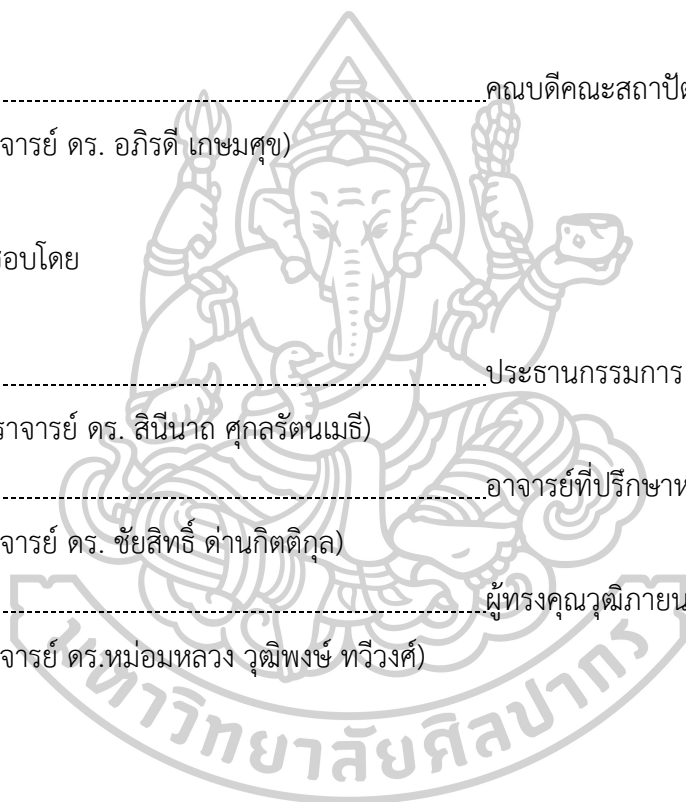 คณบดีคณะสถาปัต
จารย์ ดร. อภิรดี เกษมศุข)
อบโดย
ประธานกรรมการ
ราจารย์ ดร. สินีนาถ ศุกลรัตนเมธี)
อาจารย์ที่ปรึกษาห
จารย์ ดร. ชัยสิทธิ์ ด่านกิตติกุล)
ผู้ทรงคุณวุฒิภายน
จารย์ ดร.หม่อมหลวง วุฒิพงษ์ ทวีวงศ์)
มหาวิทยาลัยศิลปากร